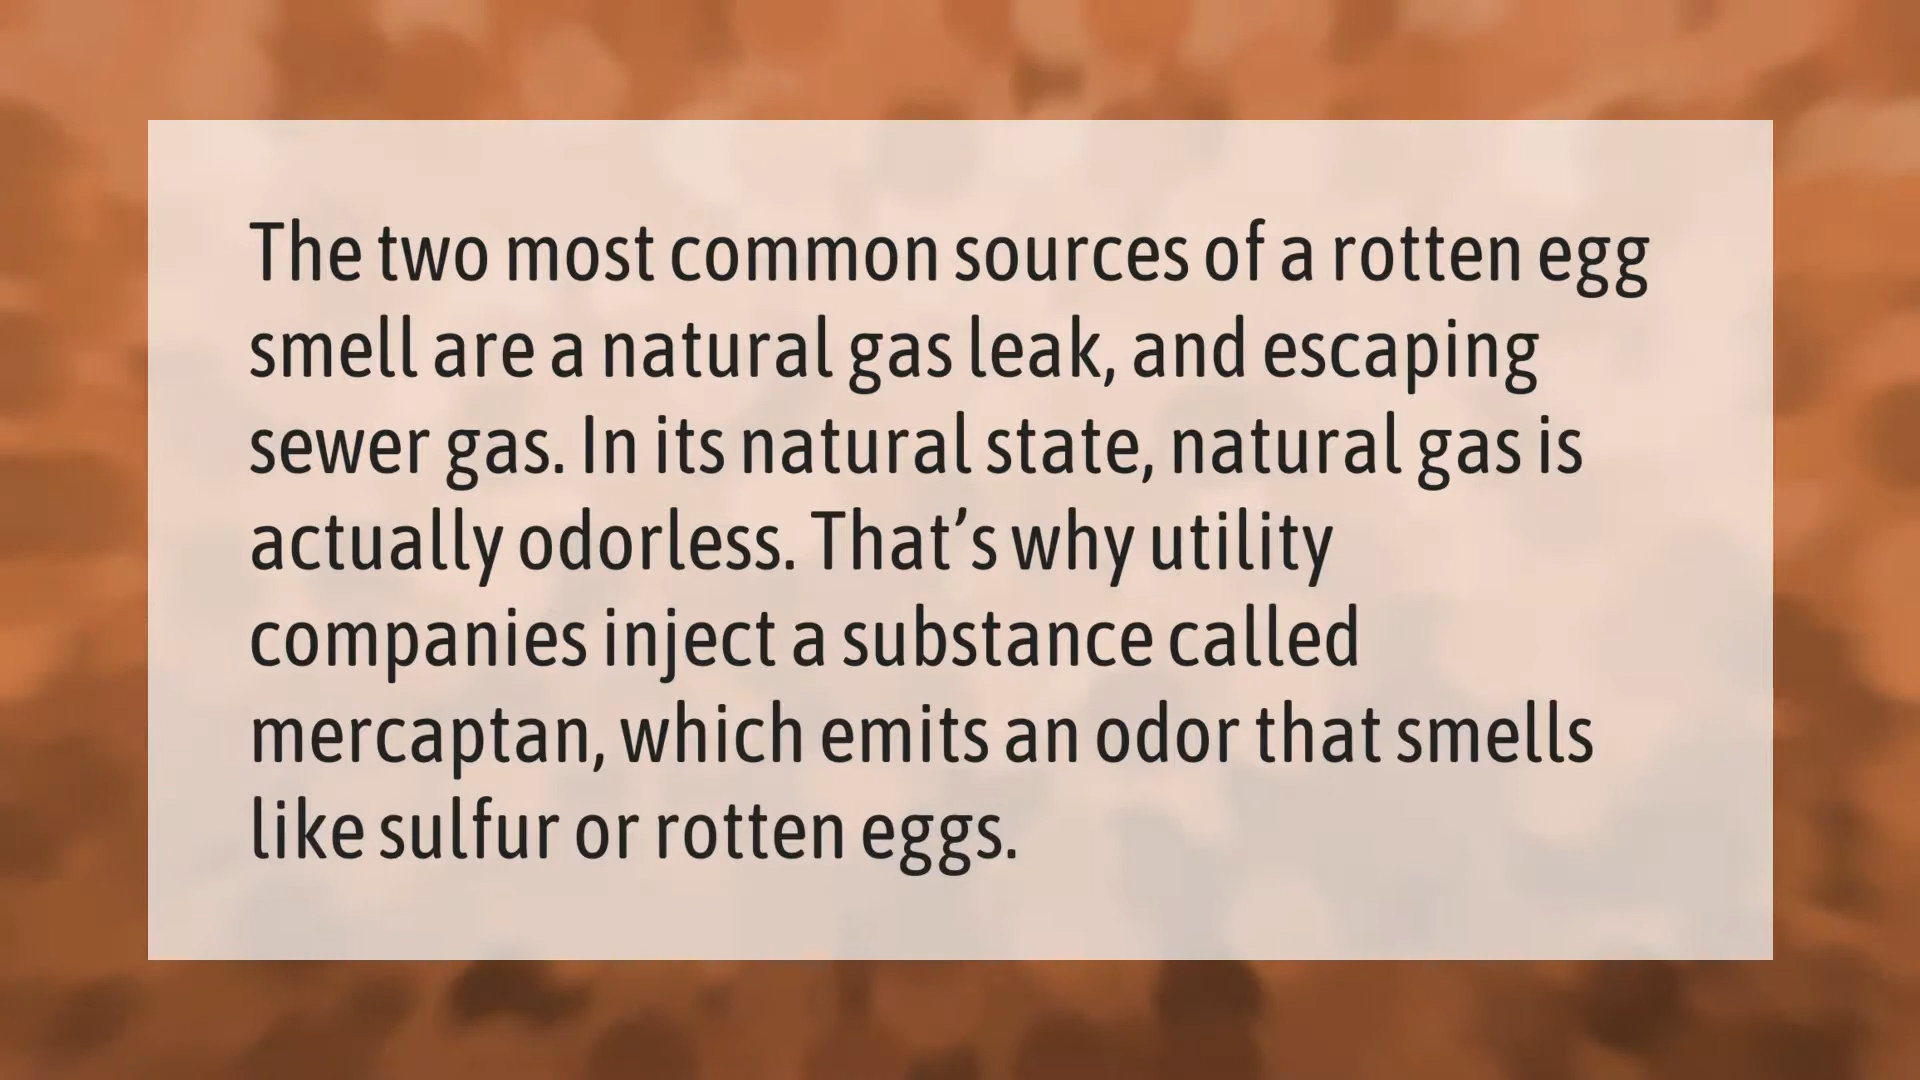 The two most common sources of a rotten egg
smell are a natural gas leak, and escaping
sewer gas. In its natural state, natural gas is
actually odorless. That’s why utility
companies inject a substance called
mercaptan, which emits an odor that smells
like sulfur or rotten eggs.